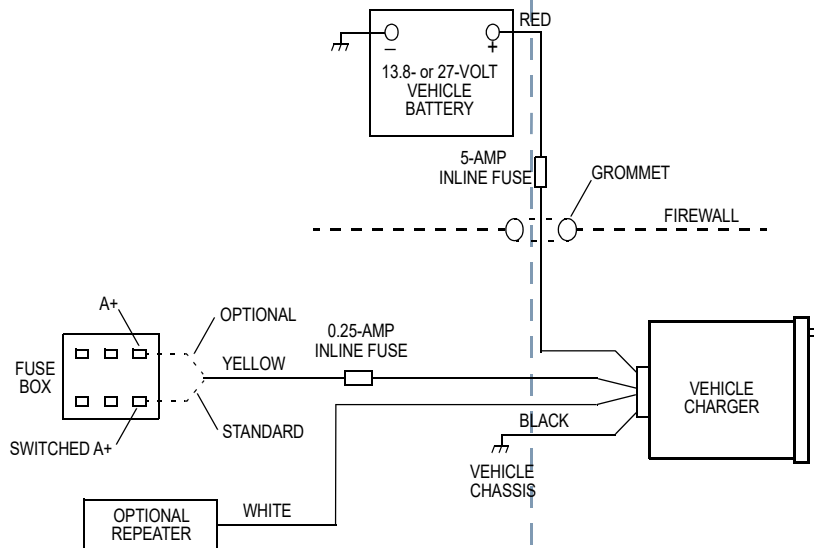 RED
–
+
13.8- or 27-VOLT
VEHICLE
BATTERY
5-AMP
INLINE FUSE
GROMMET
FIREWALL
A+
OPTIONAL
0.25-AMP
INLINE FUSE
FUSE
BOX
YELLOW
VEHICLE
CHARGER
STANDARD
BLACK
SWITCHED A+
VEHICLE
CHASSIS
WHITE
OPTIONAL
REPEATER